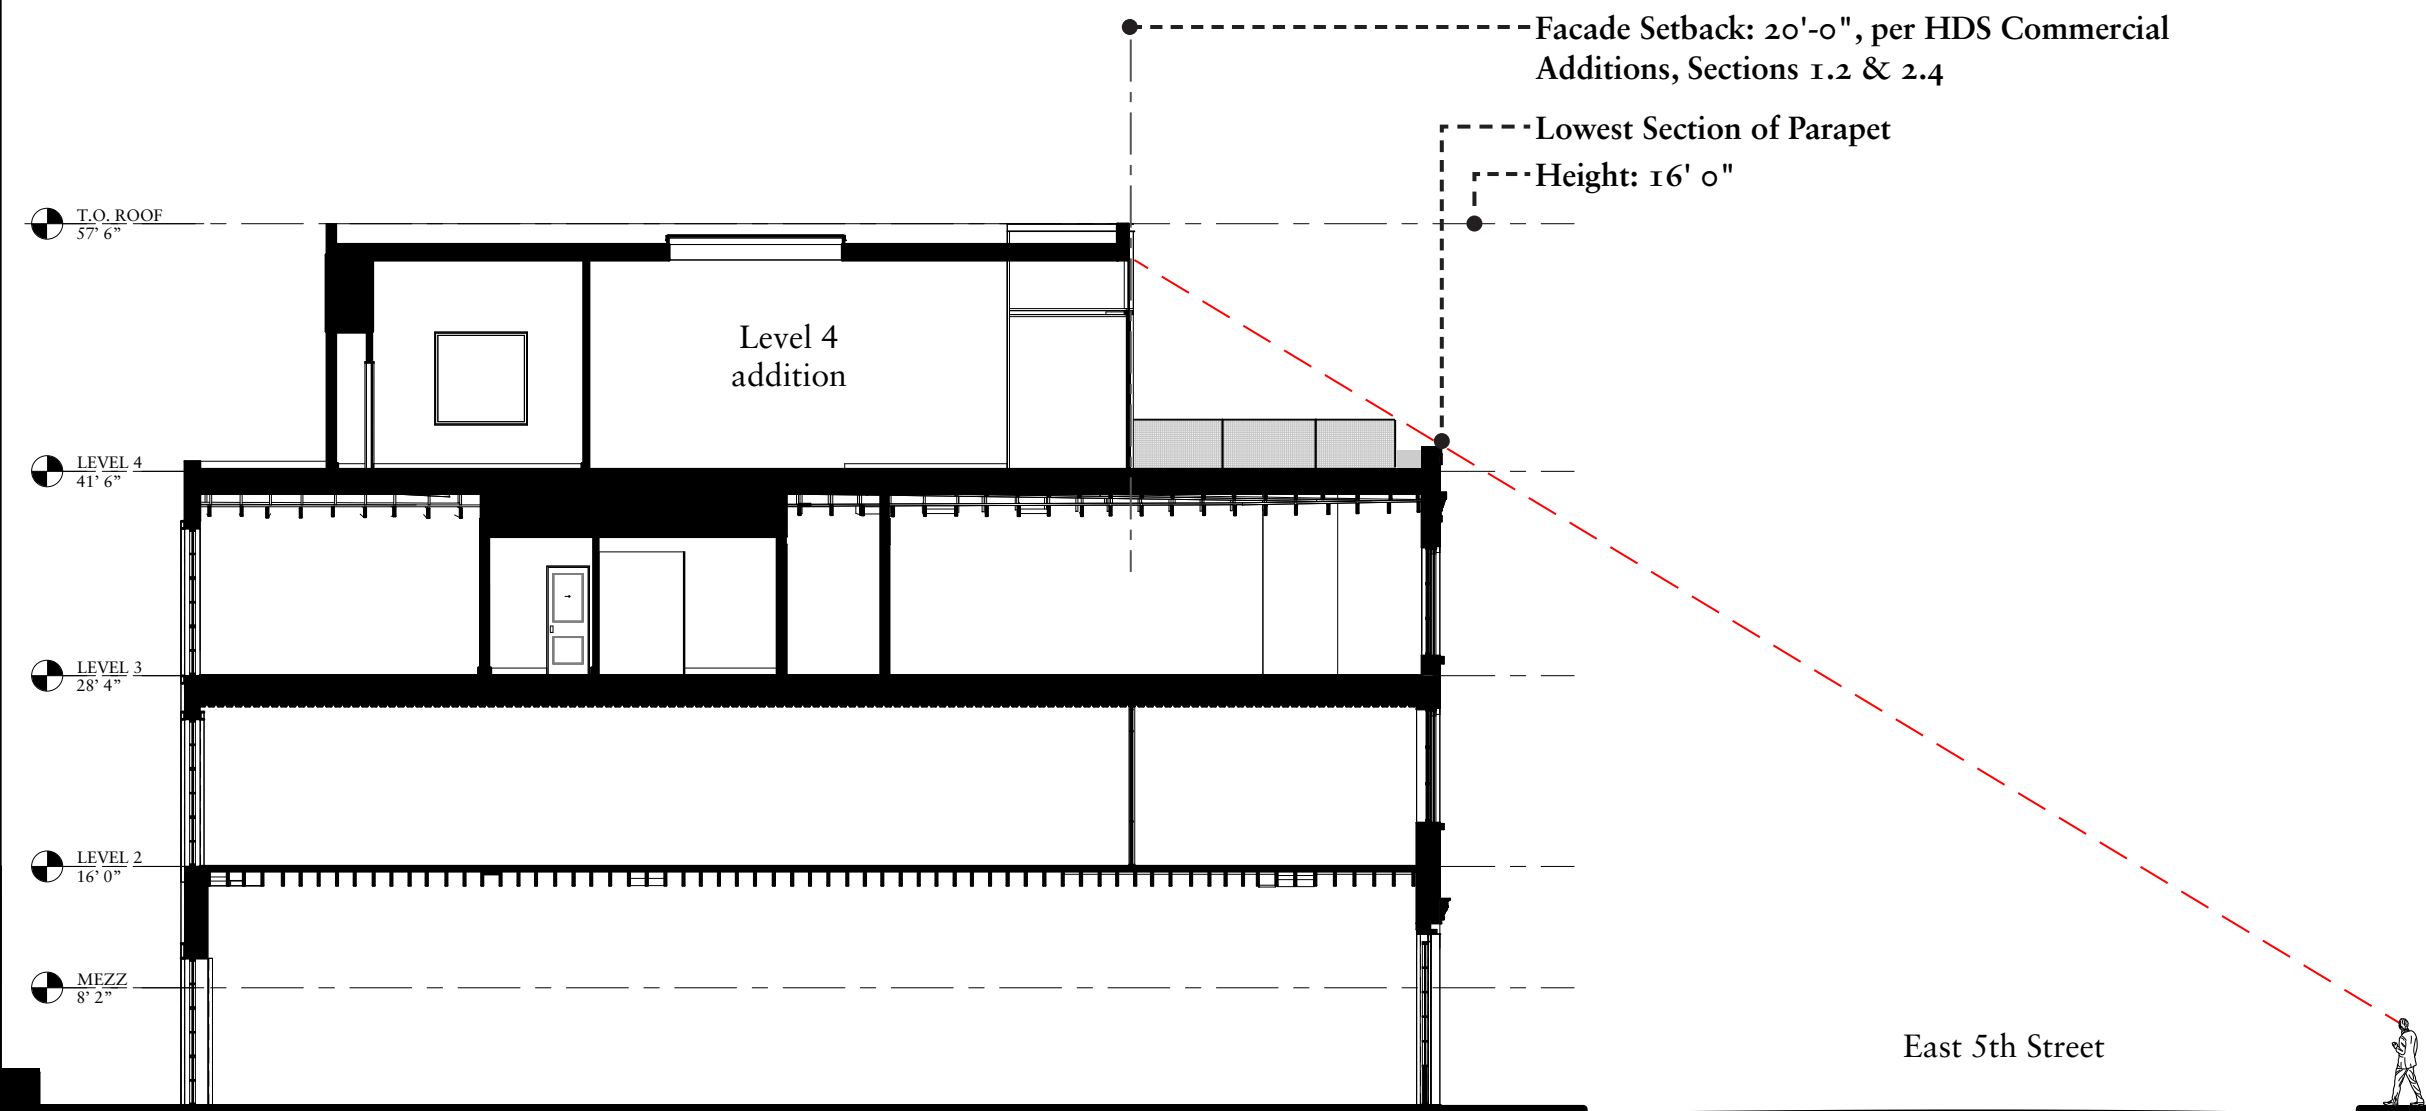 Facade Setback: 20'-0", per HDS Commercial
Additions, Sections 1.2 & 2.4
Lowest Section of Parapet
Height: 16' 0"
T.O. ROOF
57' 6"
Level 4
addition
LEVEL 4
41' 6"
LEVEL 3
28' 4"
LEVEL 2
16' 0"
MEZZ
8' 2"
East 5th Street